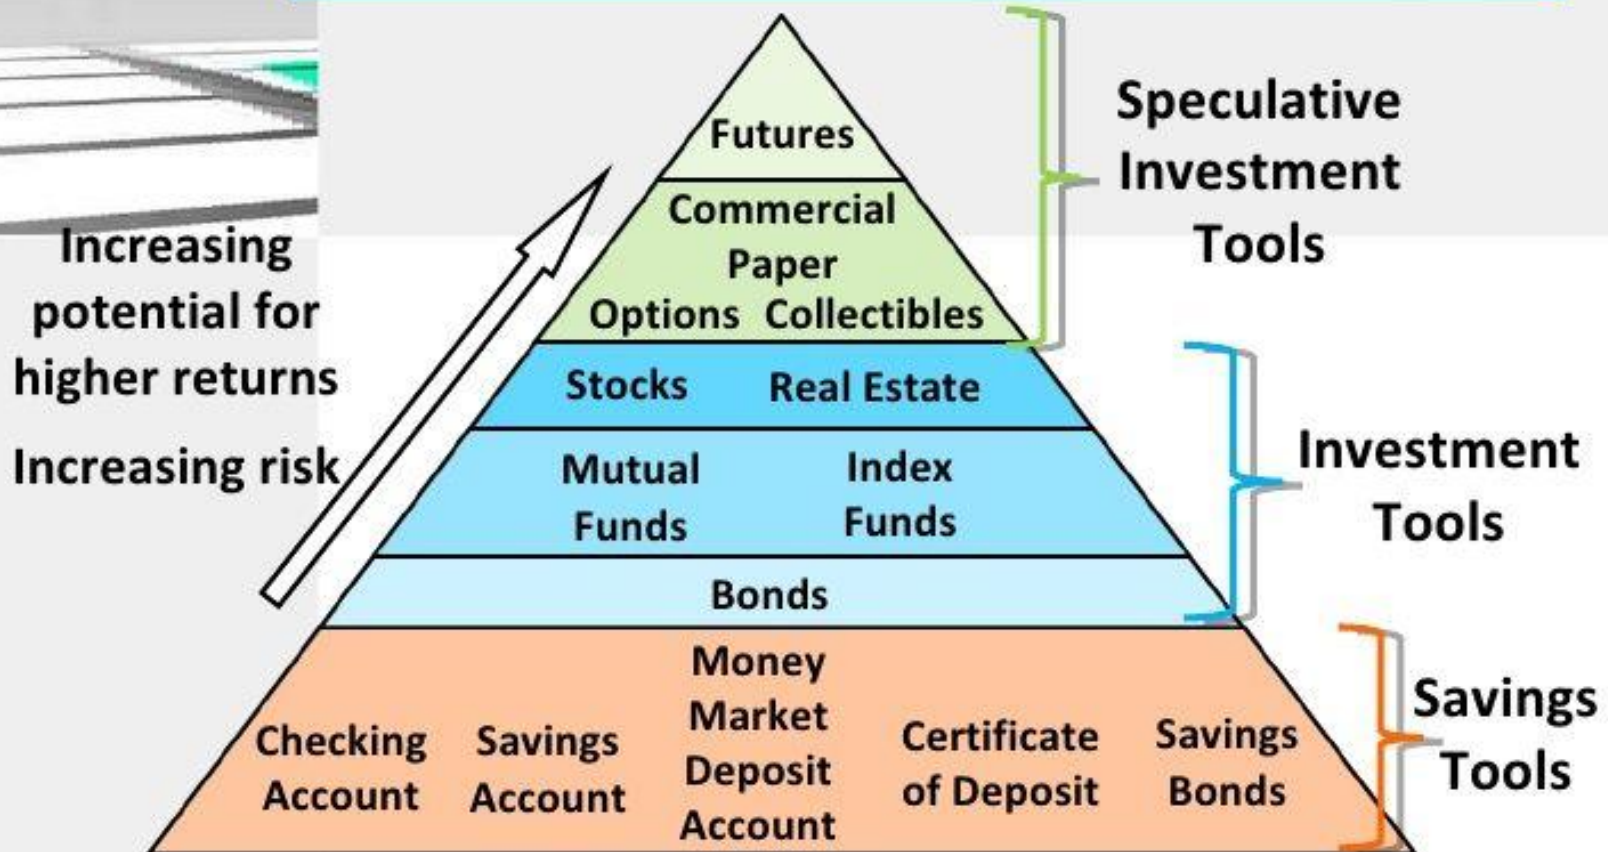 Futures
Commercial
Paper
Options Collectibles
Stocks Real Estate
Mutual
Funds
Index
Funds
Bonds
Checking
Account
Savings
Account
Money
Market
Deposit
Account
Certificate
of Deposit
Savings
Bonds
Increasing
potential for
higher returns
Increasing risk
Speculative
Investment
Tools
Investment
Tools
Savings
Tools